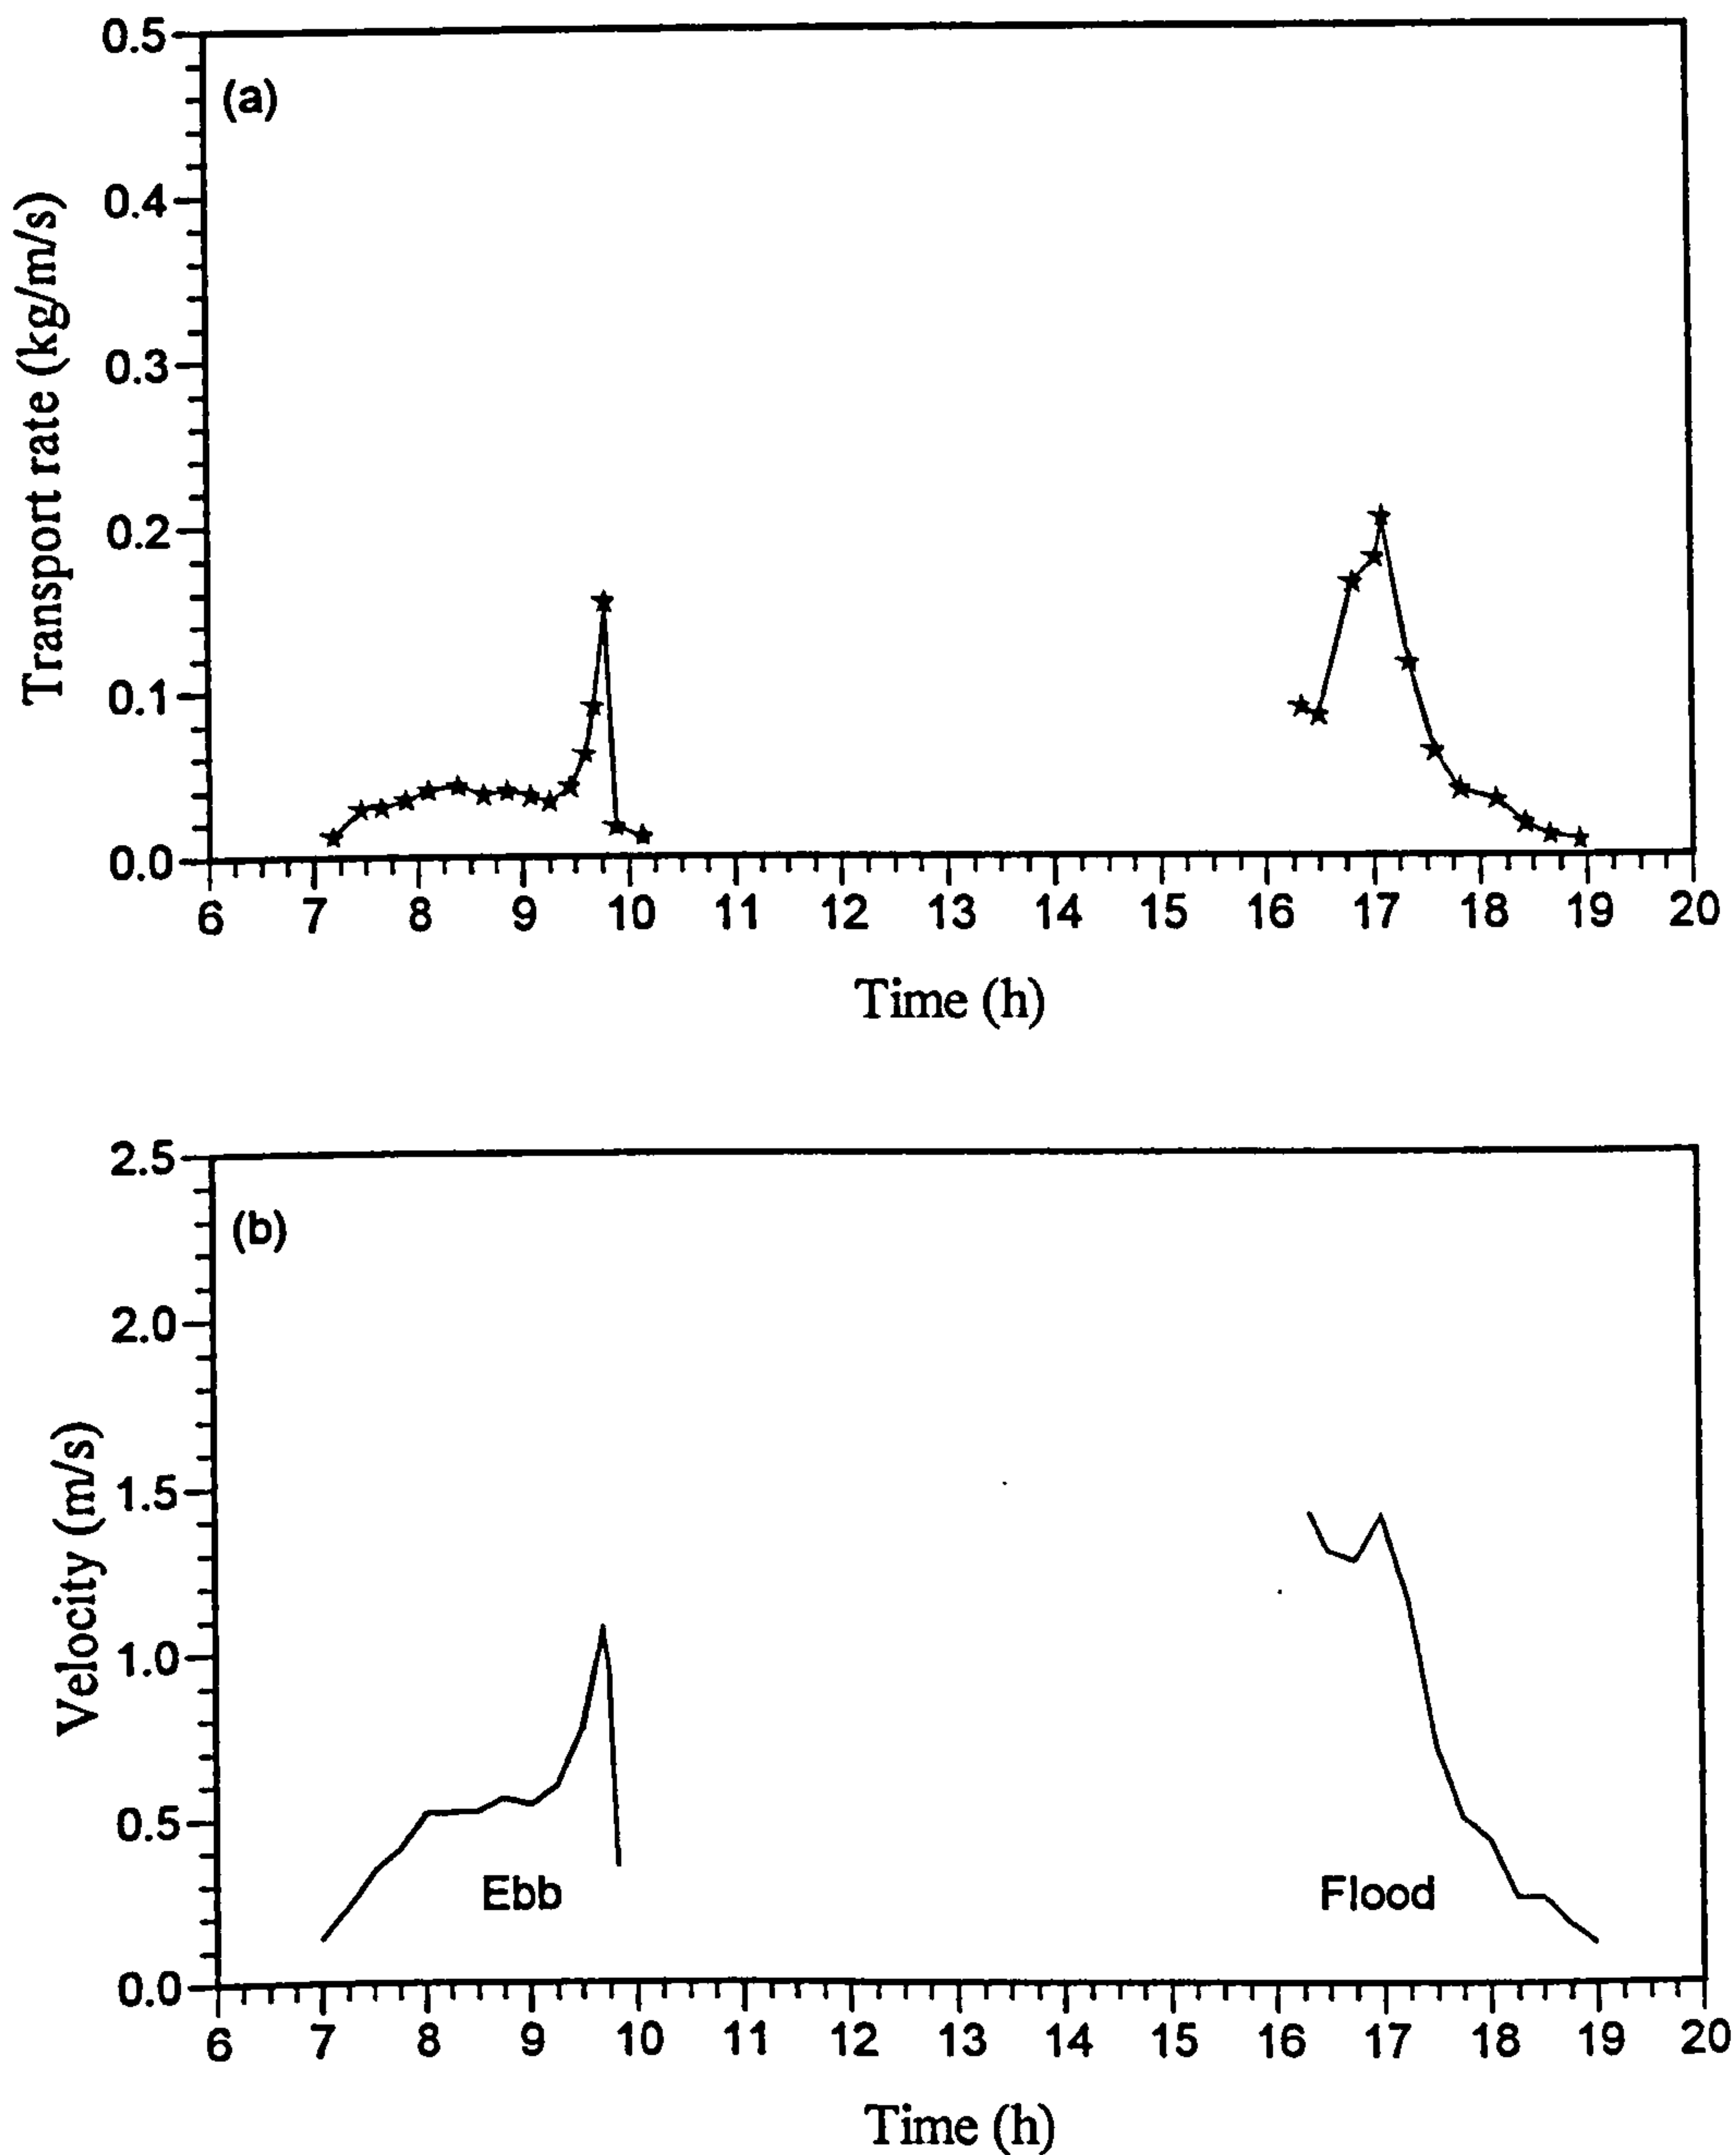 0.5
(a)
0.4
0.3
0.2
0.1
0.0
Transport rate (kg/m/s)
6 7 8 9 10 11 12 13 14 15 16 17 18 19 20
Time (h)
2.5
(b)
2.0
1.5
1.0
0.5
0.0
Velocity (m/s)
Ebb Flood
6 7 8 9 10 11 12 13 14 15 16 17 18 19 20
Time (h)